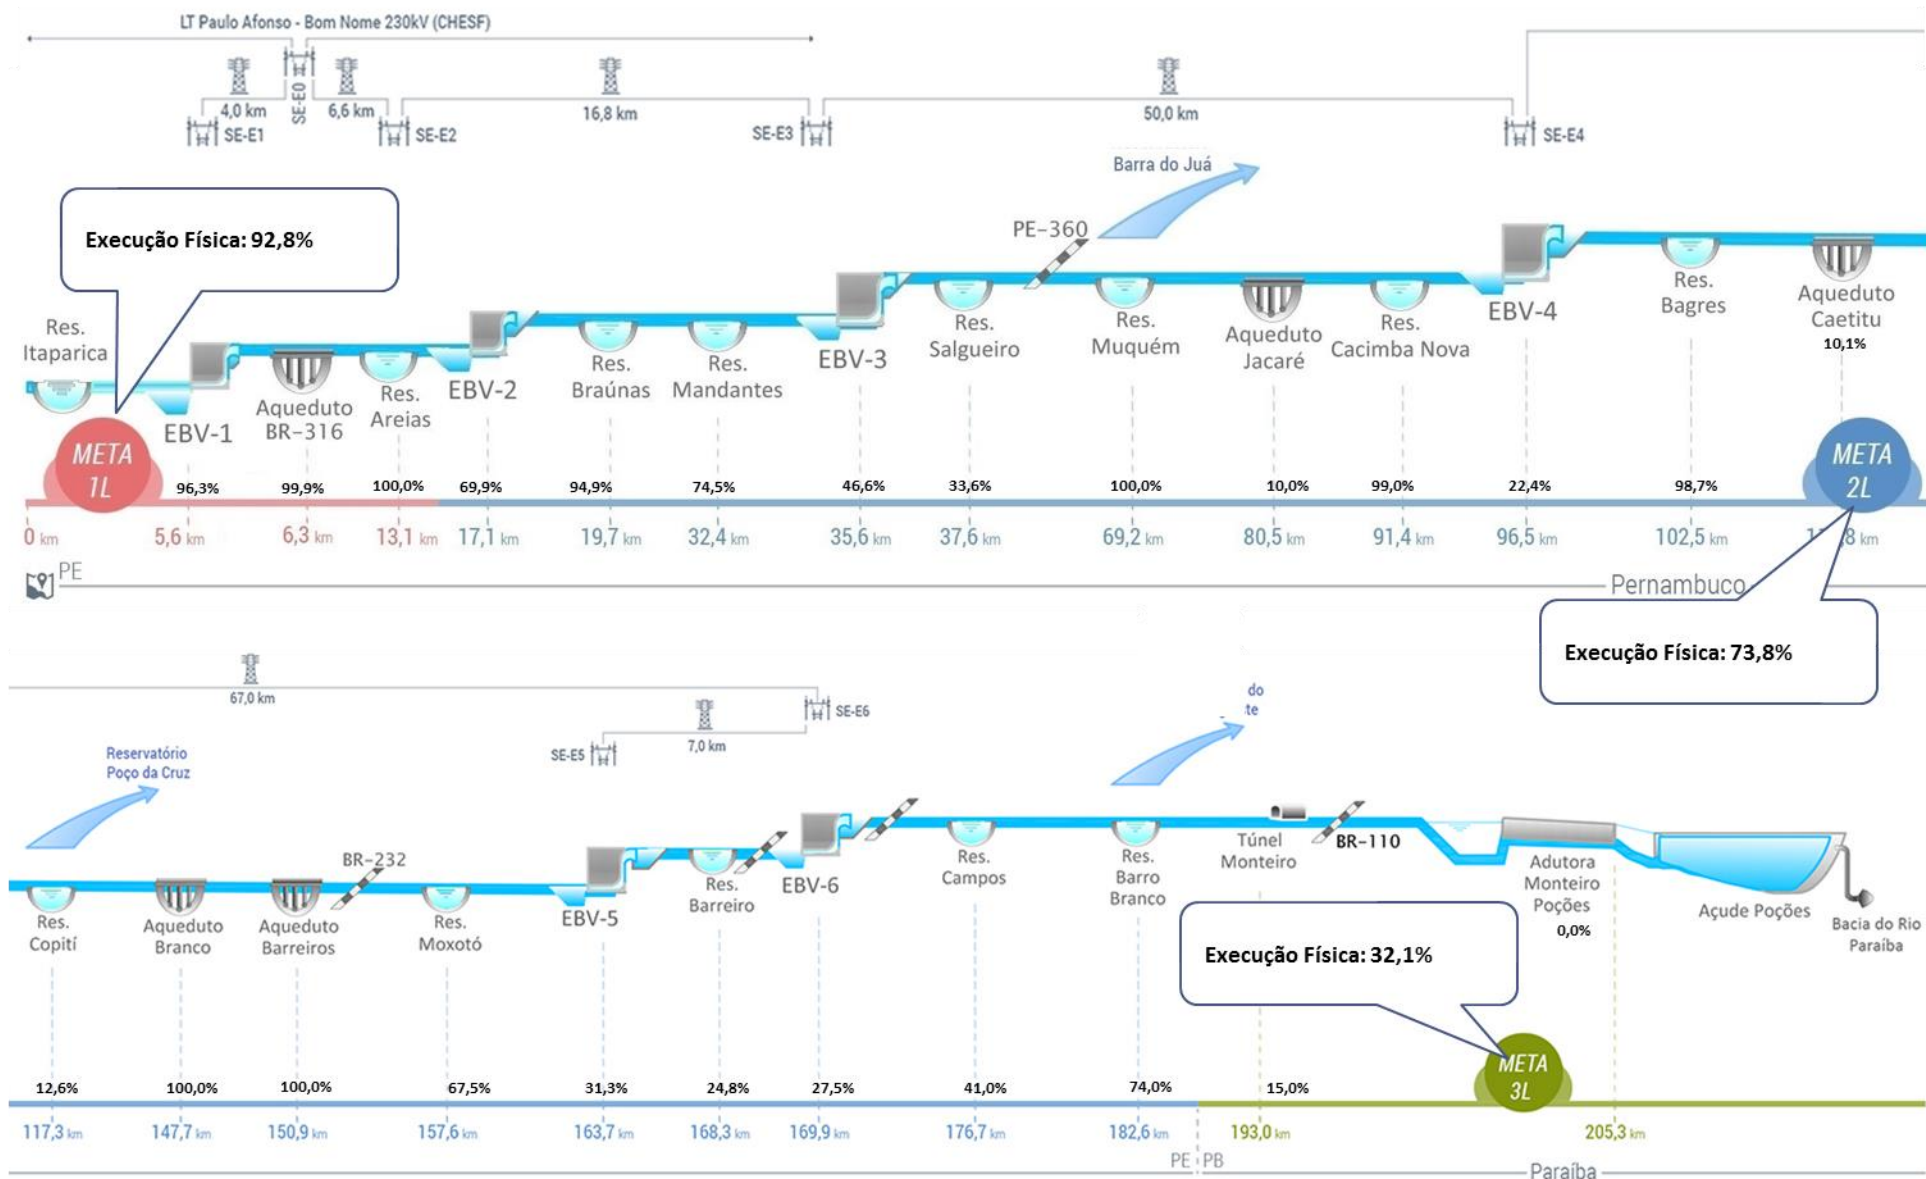 LT Paulo Afonso - Bom Nome 230kV (CHESF)
4,0 km
SE-E0
6,6 km
16,8 km
50,0 km
SE-E1
SE-E2
SE-E3
SE-E4
Barra do Juá
PE-360
Execução Física: 92,8%
Res.
Itaparica
EBV-1
Aqueduto
BR-316
Res.
Areias
EBV-2
Res.
Braúnas
Res.
Mandantes
EBV-3
Res.
Salgueiro
Res.
Muquém
Aqueduto
Jacaré
Res.
Cacimba Nova
EBV-4
Res.
Bagres
Aqueduto
Caetitu
10,1%
META
1L
META
2L
96,3%
99,9%
100,0%
69,9%
94,9%
74,5%
46,6%
33,6%
100,0%
10,0%
99,0%
22,4%
98,7%
0 km
5,6 km
6,3 km
13,1 km
17,1 km
19,7 km
32,4 km
35,6 km
37,6 km
69,2 km
80,5 km
91,4 km
96,5 km
102,5 km
8 km
PE
Pernambuco
Execução Física: 73,8%
67,0 km
SE-E6
7,0 km
SE-E5
do
Reservatório
Poço da Cruz
BR-232
Res.
Copití
Aqueduto
Branco
Aqueduto
Barreiros
Res.
Moxotó
EBV-5
Res.
Barreiro
EBV-6
Res.
Campos
Res.
Barro
Branco
Túnel
Monteiro
BR-110
Adutora
Monteiro
Poções
0,0%
Açude Poções
Bacia do Rio
Paraíba
Execução Física: 32,1%
META
3L
12,6%
100,0%
100,0%
67,5%
31,3%
24,8%
27,5%
41,0%
74,0%
15,0%
117,3 km
147,7 km
150,9 km
157,6 km
163,7 km
168,3 km
169,9 km
176,7 km
182,6 km
193,0 km
205,3 km
PE
PB
Paraíba